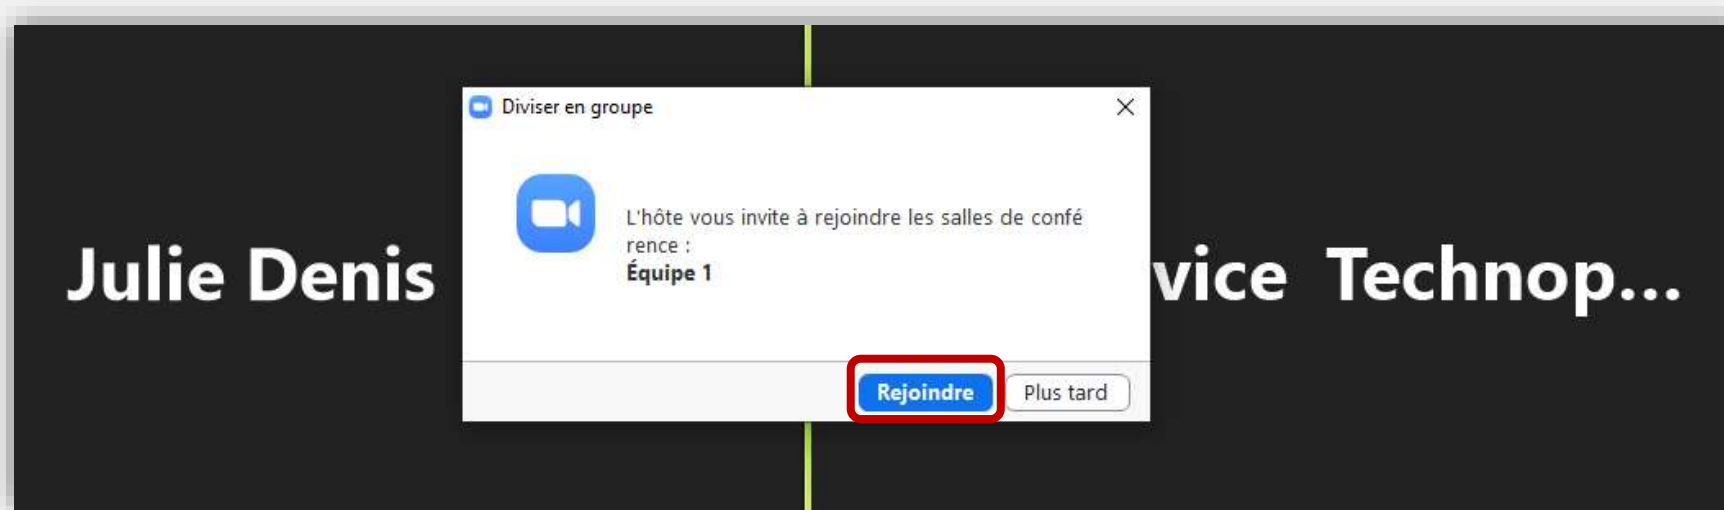 Diviser en groupe
L'hôte vous invite à rejoindre les salles de confé
rence :
Équipe 1
Julie Denis
vice Technop...
Rejoindre
Plus tard